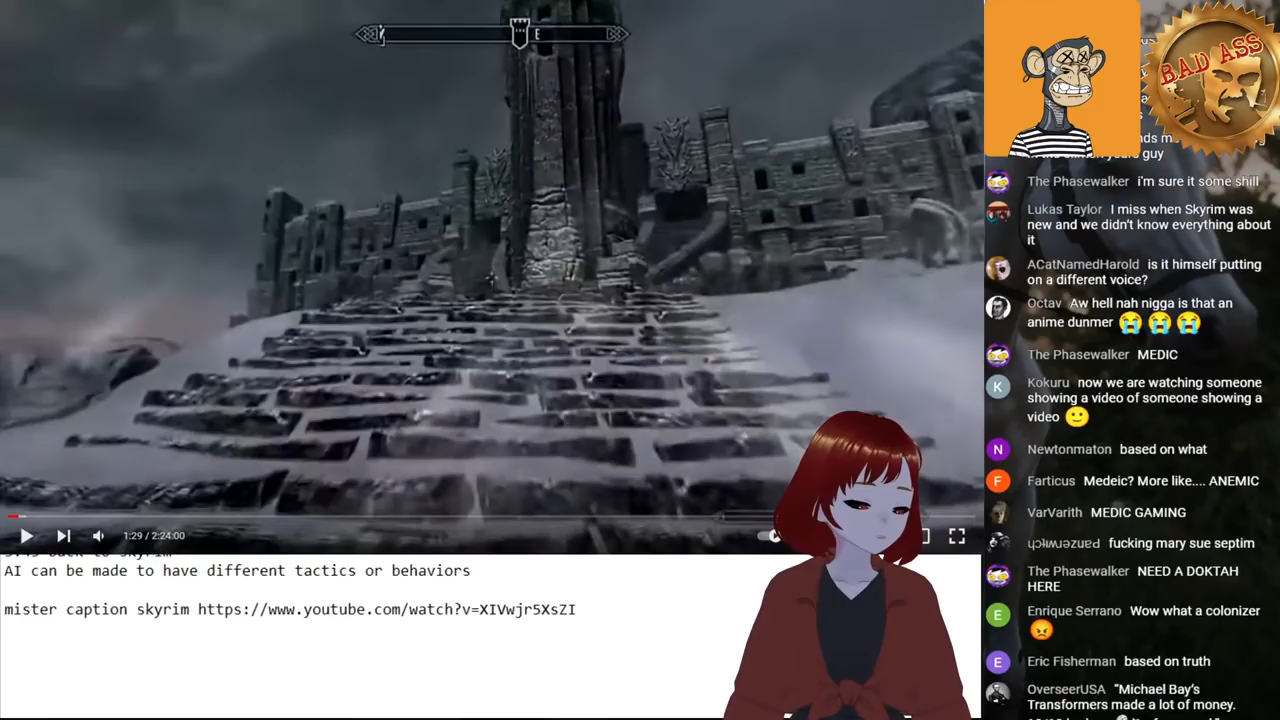 E
BAD ASS
guy
The Phasewalker i'm sure it some shill
Lukas Taylor I miss when Skyrim was
new and we didn't know everything about
it
ACatNamedHarold is it himself putting
on a different voice?
Octav Aw hell nah nigga is that an
anime dunmer 😭 😭 😭
The Phasewalker MEDIC
Kokuru now we are watching someone
showing a video of someone showing a
video 🙂
N Newtonmaton based on what
F Farticus Medeic? More like.... ANEMIC
VarVarith MEDIC GAMING
fucking mary sue septim
The Phasewalker NEED A DOKTAH
HERE
E Enrique Serrano Wow what a colonizer
😡
E Eric Fisherman based on truth
OverseerUSA "Michael Bay's
Transformers made a lot of money.
1:29 / 2:24:00
back to skyrim
AI can be made to have different tactics or behaviors
mister caption skyrim https://www.youtube.com/watch?v=XIVwjr5XsZI